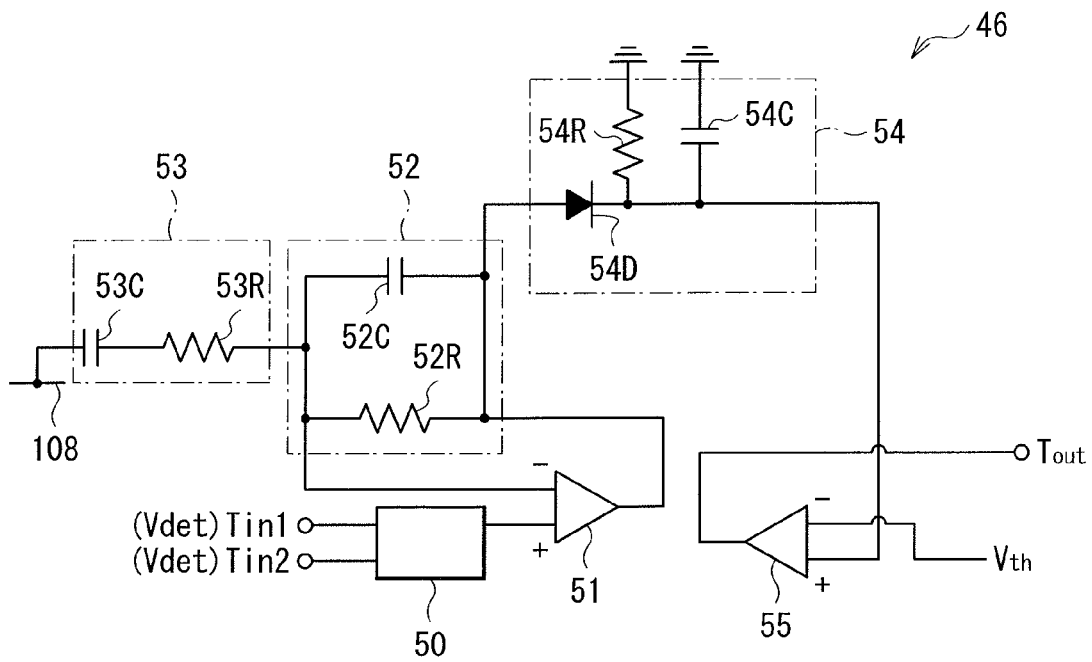 46
54R
54C
54
53
52
54D
53C
53R
52C
52R
108
Tout
−
(Vdet) Tin1
(Vdet) Tin2
+
51
−
Vth
+
50
55